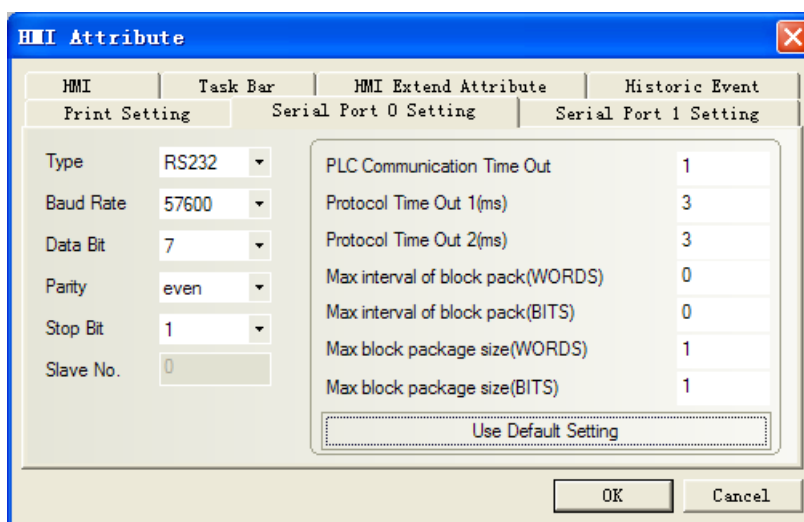 HMI Attribute
HMI Task Bar HMI Extend Attribute Historic Event
Print Setting Serial Port 0 Setting Serial Port 1 Setting
Type RS232
Baud Rate 57600
Data Bit 7
Parity even
Stop Bit 1
Slave No. 0
PLC Communication Time Out 1
Protocol Time Out 1(ms) 3
Protocol Time Out 2(ms) 3
Max interval of block pack(WORDS) 0
Max interval of block pack(BITS) 0
Max block package size(WORDS) 1
Max block package size(BITS) 1
Use Default Setting
OK Cancel